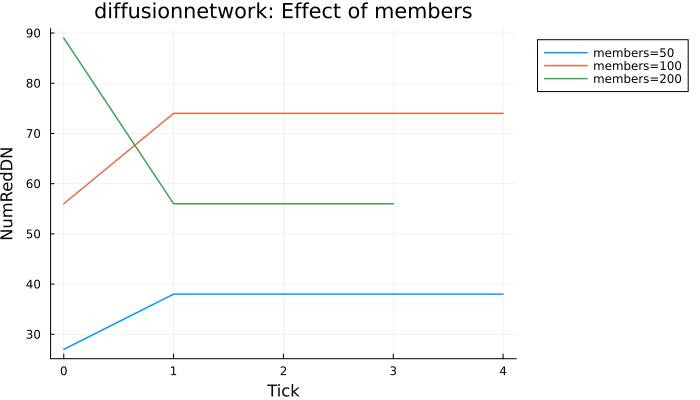 diffusionnetwork: Effect of members
90
80
70
60
50
40
30
NumRedDN
0 1 2 3 4
Tick
members=50
members=100
members=200